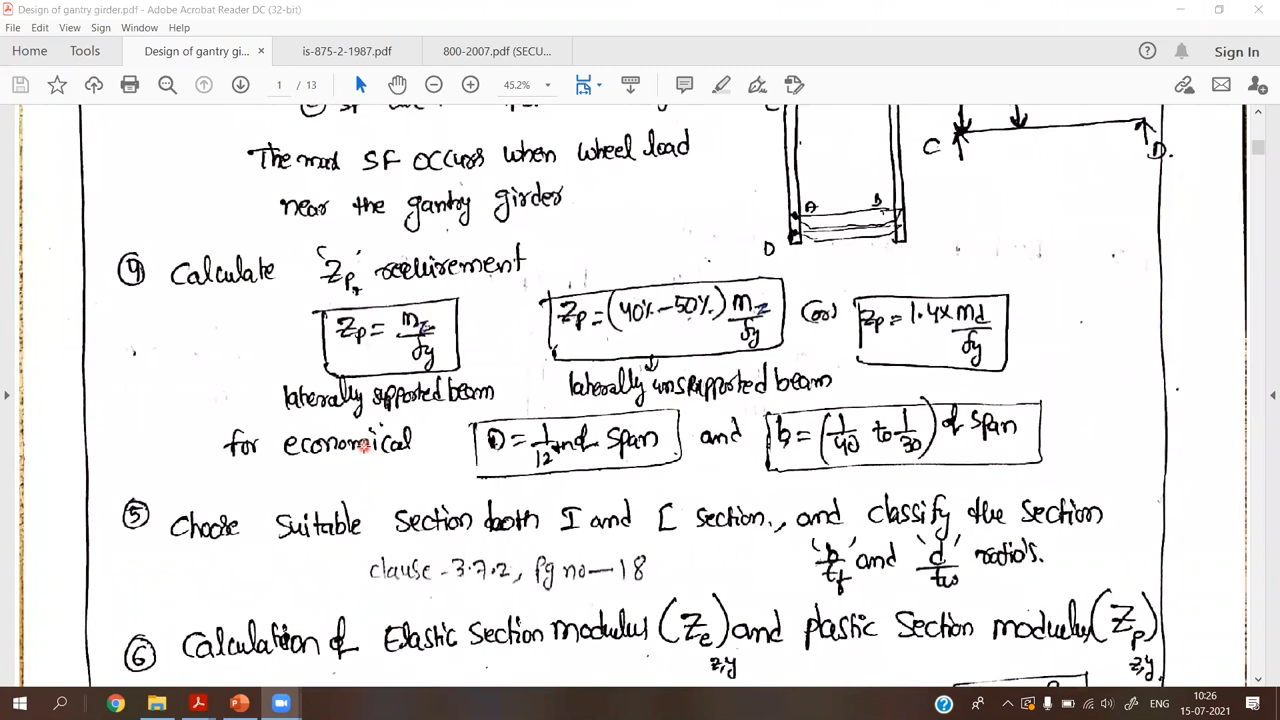 Design of gantry girder.pdf - Adobe Acrobat Reader DC (32-bit)
File Edit View Sign Window Help
Home Tools Design of gantry gi... × is-875-2-1987.pdf 800-2007.pdf (SECU... Sign In
1 / 13 45.2%
C D.
The max SF occurs when wheel load
near the gantry girder
A B
D
④ Calculate 'Zp' requirement
Zp = Mz/fy Zp = (40% - 50%) Mz/fy (or) Zp = 1.4x Md/fy
laterally supported beam laterally unsupported beam
for economical D = 1/12 of span and b = (1/40 to 1/30) of span
⑤ Choose suitable section both I and [ section., and classify the section
clause - 3.7.2, pg no — 18 'b/tf' and 'd/tw' ratio's.
⑥ Calculation of Elastic section modulus (Ze) and plastic section modulus (Zp)
z,y z,y
ENG 10:26
15-07-2021